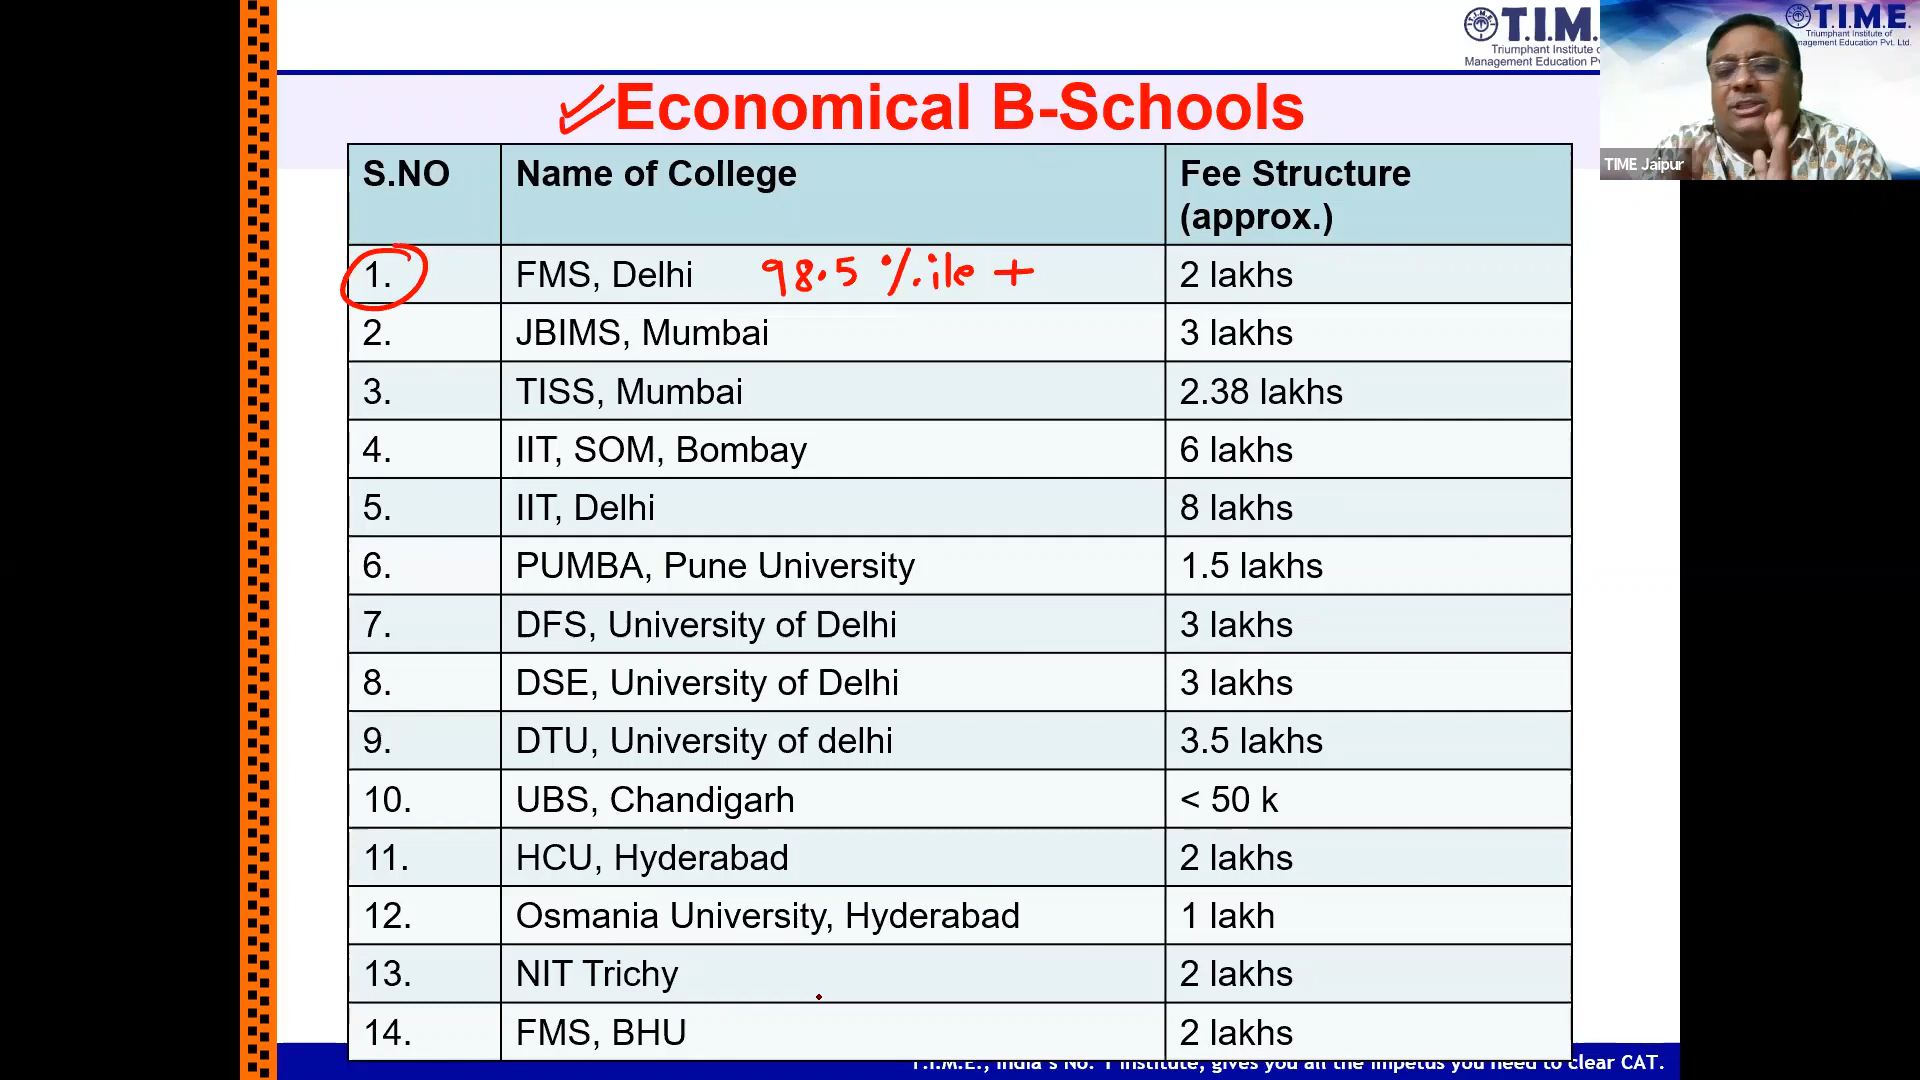 T.I.M.
Triumphant Institute
Management Education
T.I.M.E.
Triumphant Institute of
Management Education Pvt. Ltd.
TIME Jaipur
Economical B-Schools
S.NO Name of College Fee Structure
(approx.)
1. FMS, Delhi 98.5 %ile + 2 lakhs
2. JBIMS, Mumbai 3 lakhs
3. TISS, Mumbai 2.38 lakhs
4. IIT, SOM, Bombay 6 lakhs
5. IIT, Delhi 8 lakhs
6. PUMBA, Pune University 1.5 lakhs
7. DFS, University of Delhi 3 lakhs
8. DSE, University of Delhi 3 lakhs
9. DTU, University of delhi 3.5 lakhs
10. UBS, Chandigarh < 50 k
11. HCU, Hyderabad 2 lakhs
12. Osmania University, Hyderabad 1 lakh
13. NIT Trichy 2 lakhs
14. FMS, BHU 2 lakhs
T.I.M.E., India's No. 1 institute, gives you all the impetus you need to clear CAT.